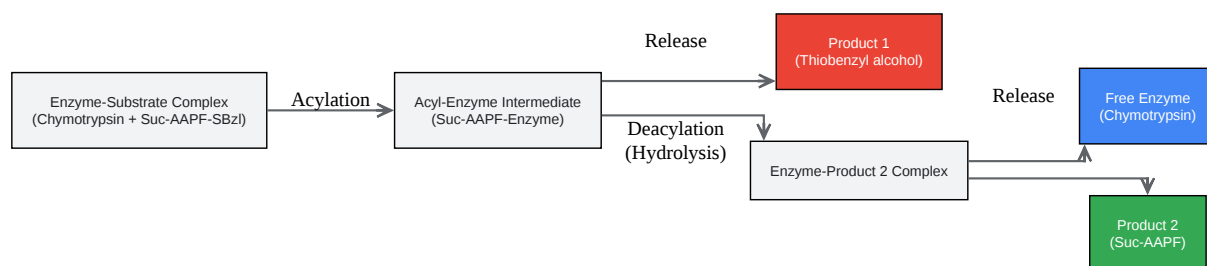 Enzyme-Substrate Complex
(Chymotrypsin + Suc-AAPF-SBzl)
Acylation
Acyl-Enzyme Intermediate
(Suc-AAPF-Enzyme)
Release
Product 1
(Thiobenzyl alcohol)
Deacylation
(Hydrolysis)
Enzyme-Product 2 Complex
Release
Free Enzyme
(Chymotrypsin)
Product 2
(Suc-AAPF)